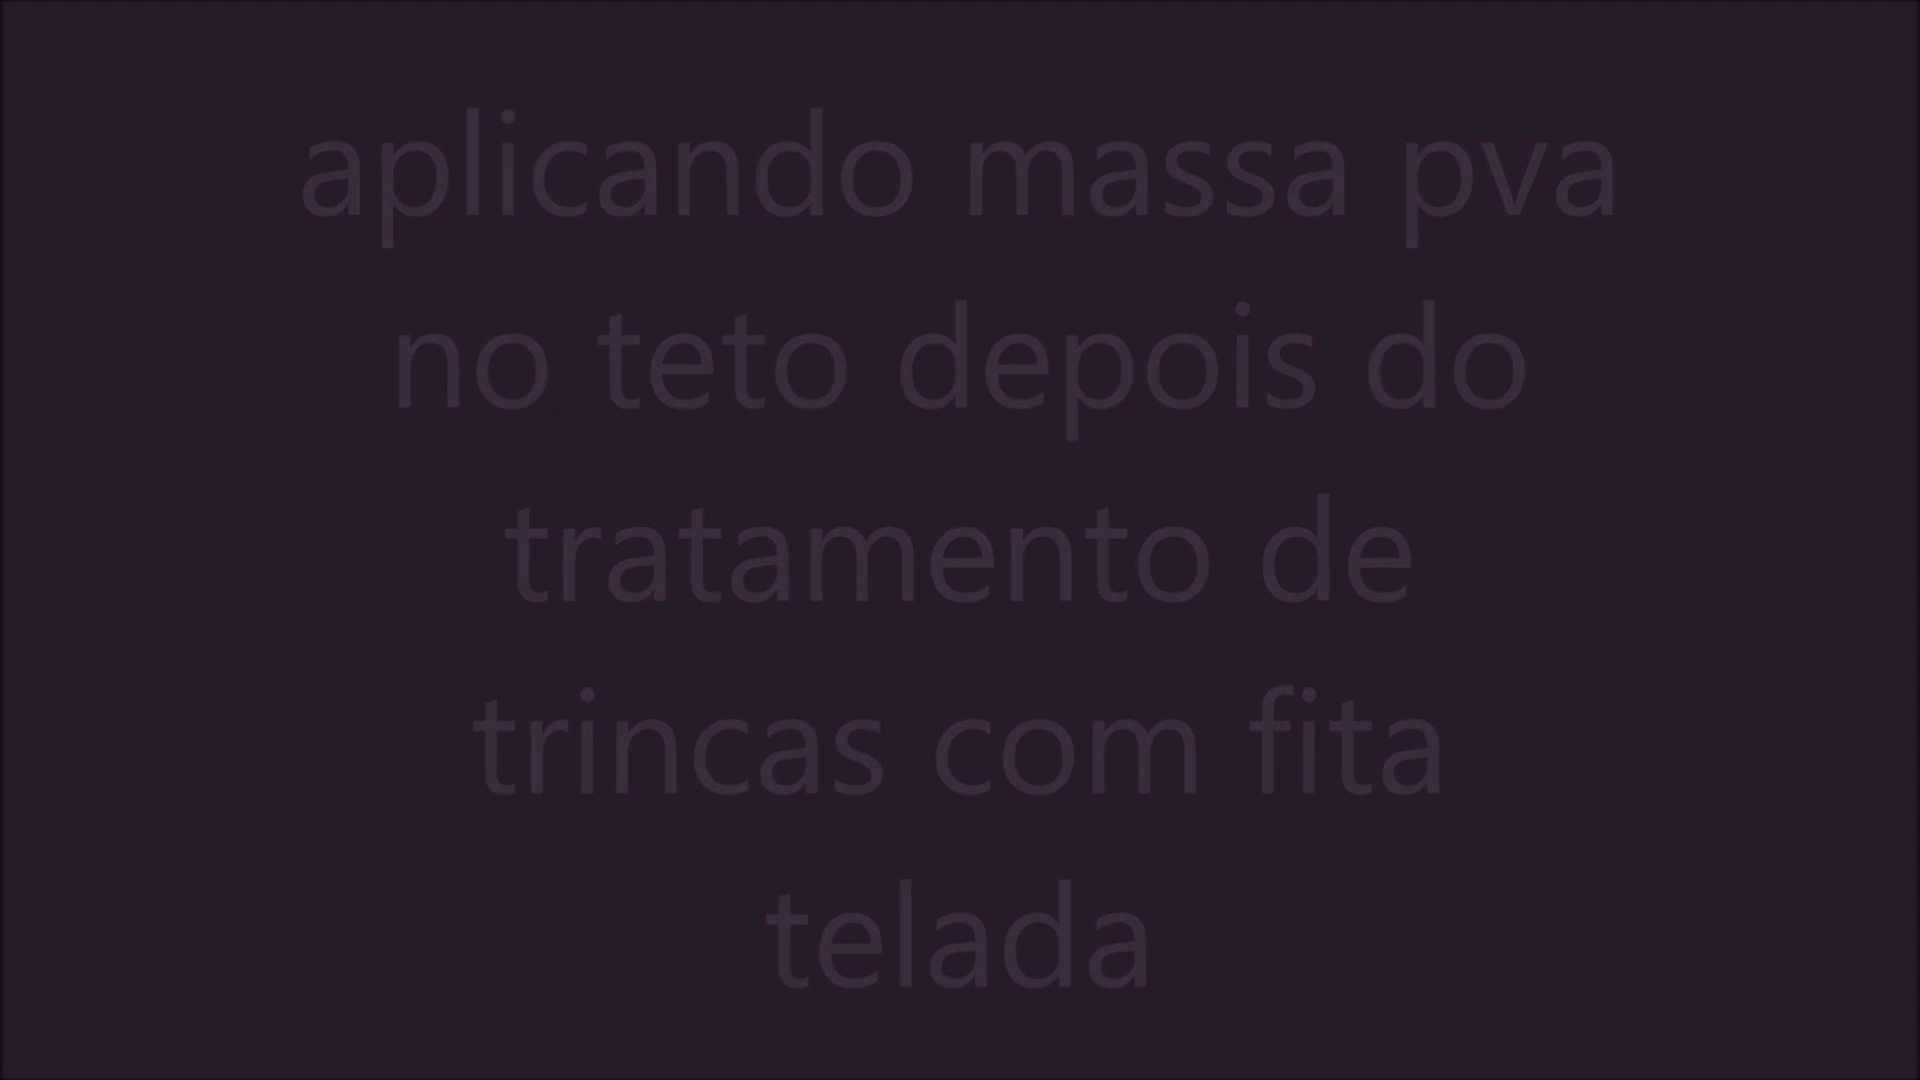 aplicando massa pva
no teto depois do
tratamento de
trincas com fita
telada